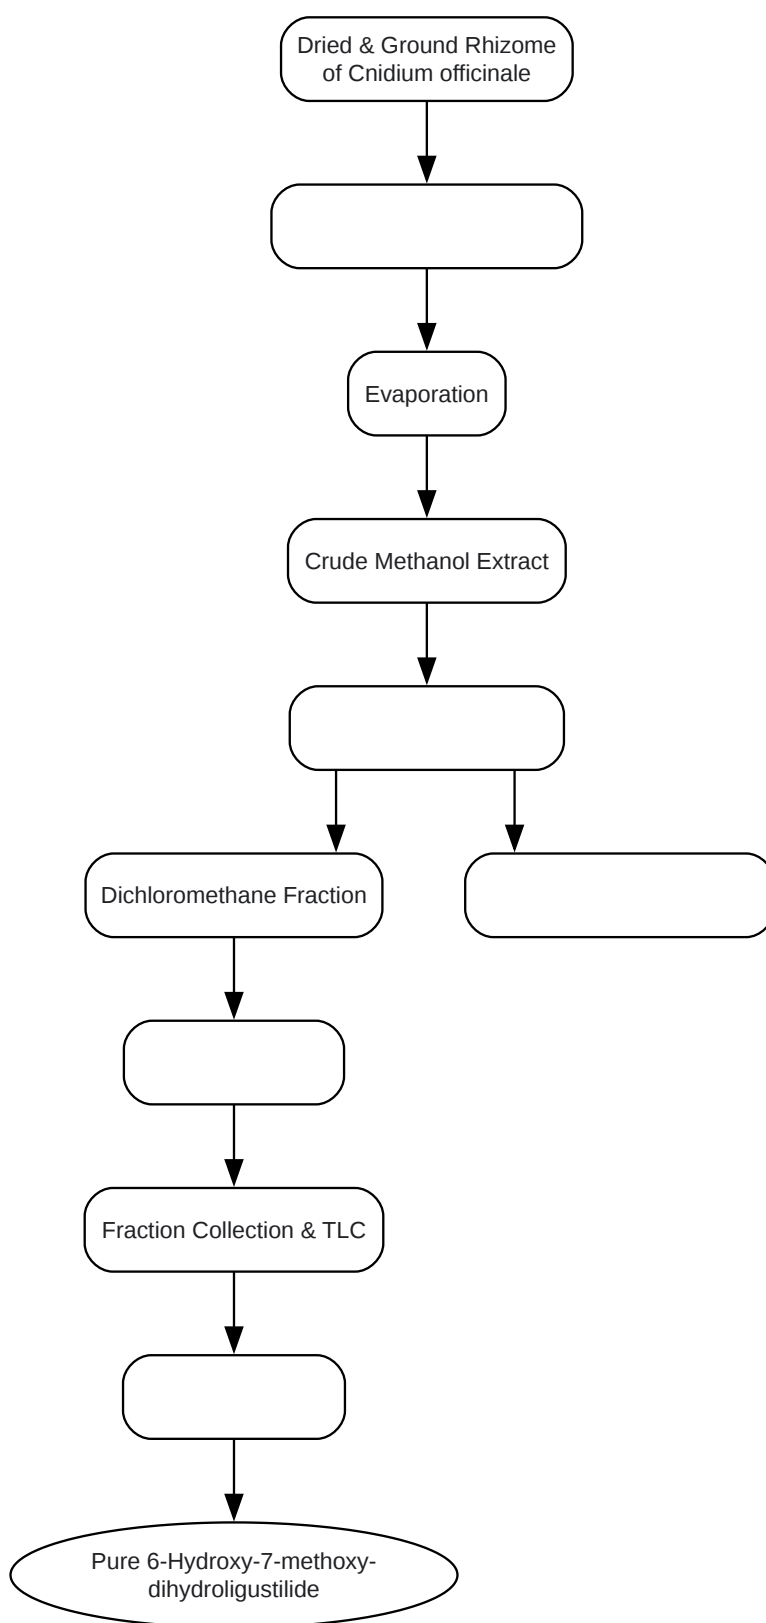 Dried & Ground Rhizome
of Cnidium officinale
Evaporation
Crude Methanol Extract
Dichloromethane Fraction
Fraction Collection & TLC
Pure 6-Hydroxy-7-methoxy-
dihydroligustilide